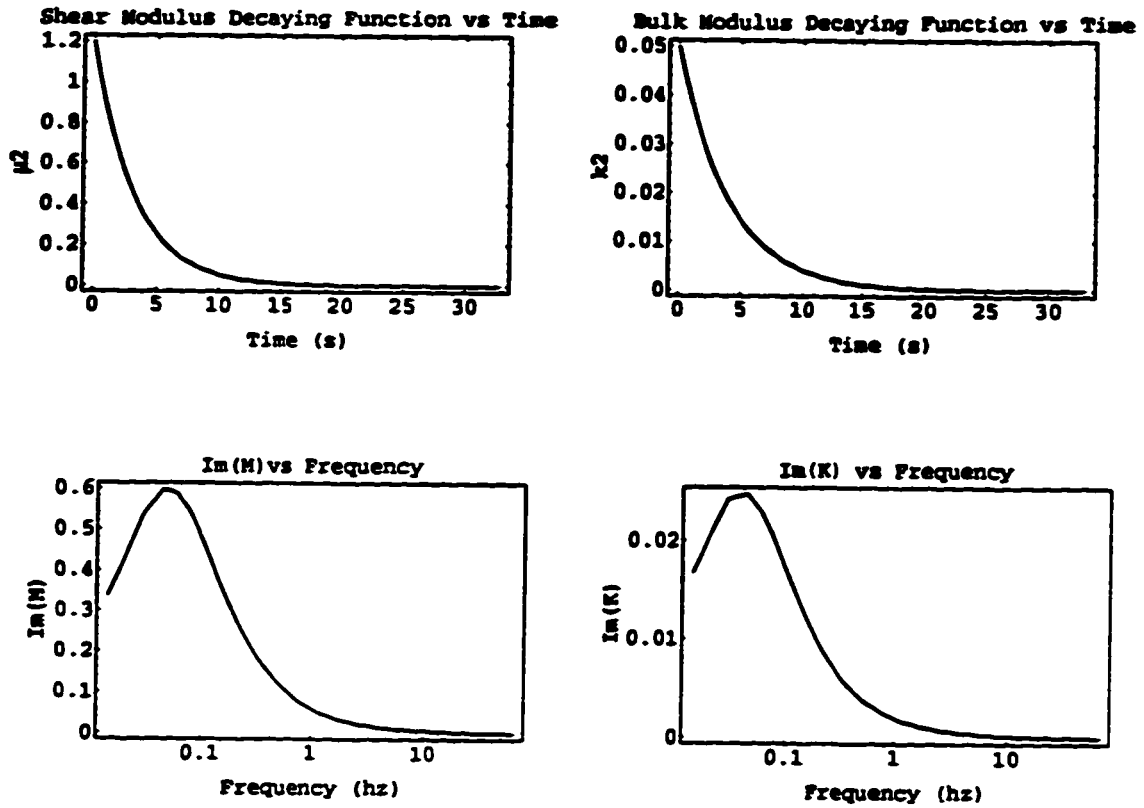 Shear Modulus Decaying Function vs Time
1.2
1
0.8
0.6
0.4
0.2
0
µ2
0 5 10 15 20 25 30
Time (s)
Bulk Modulus Decaying Function vs Time
0.05
0.04
0.03
0.02
0.01
0
k2
0 5 10 15 20 25 30
Time (s)
Im(M)vs Frequency
0.6
0.5
0.4
0.3
0.2
0.1
0
Im(M)
0.1 1 10
Frequency (hz)
Im(K) vs Frequency
0.02
0.01
0
Im(K)
0.1 1 10
Frequency (hz)